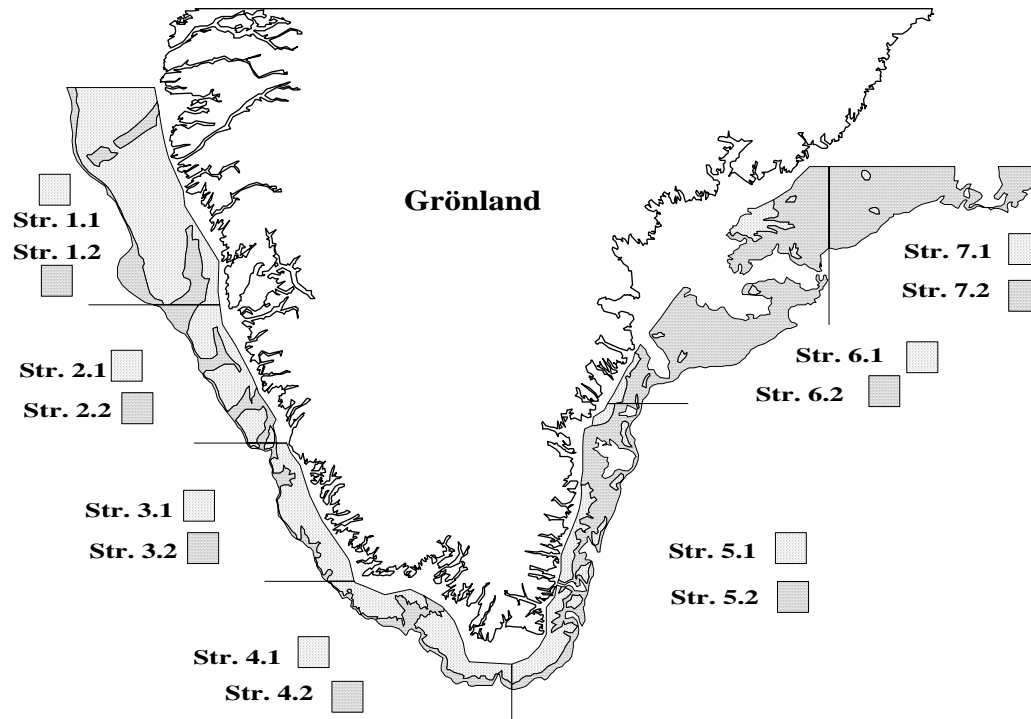 Grönland
Str. 1.1
Str. 1.2
Str. 2.1
Str. 2.2
Str. 3.1
Str. 3.2
Str. 4.1
Str. 4.2
Str. 5.1
Str. 5.2
Str. 6.1
Str. 6.2
Str. 7.1
Str. 7.2